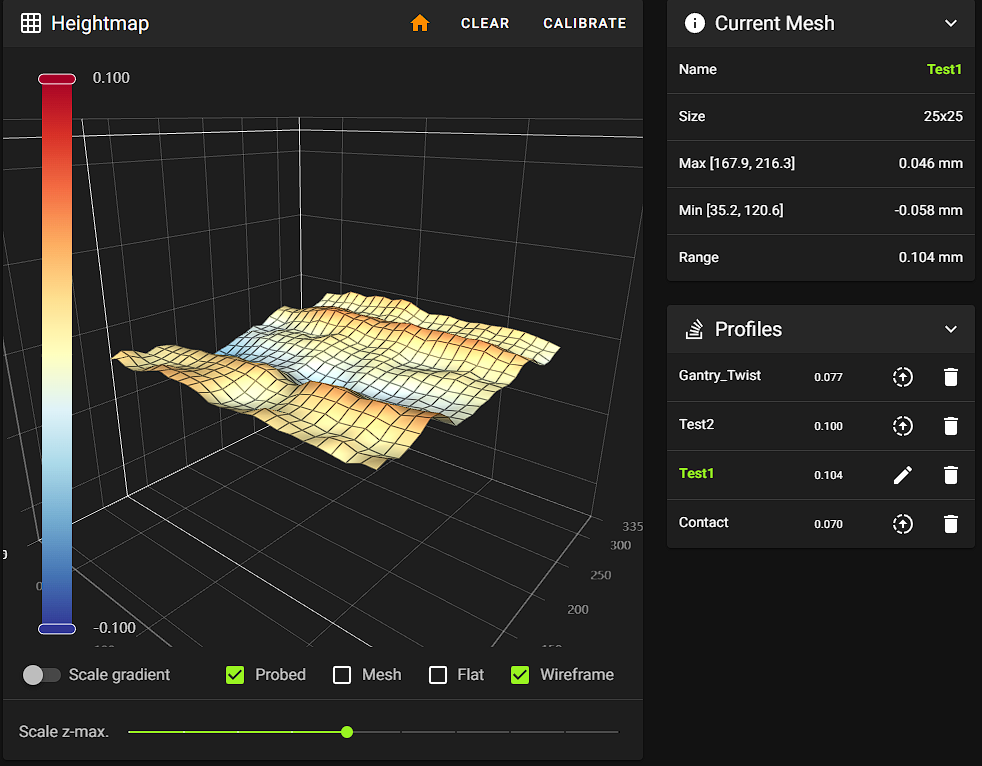 Heightmap
CLEAR
CALIBRATE
0.100
-0.100
0
335
300
250
200
Scale gradient
Probed
Mesh
Flat
Wireframe
Scale z-max.
Current Mesh
Name Test1
Size 25x25
Max [167.9, 216.3] 0.046 mm
Min [35.2, 120.6] -0.058 mm
Range 0.104 mm
Profiles
Gantry_Twist 0.077
Test2 0.100
Test1 0.104
Contact 0.070